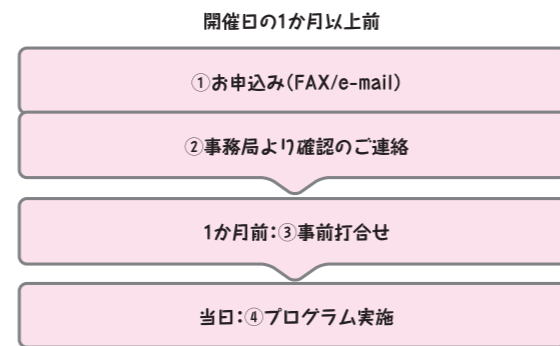 開催日の1か月以上前
①お申込み(FAX/e-mail)
②事務局より確認のご連絡
1か月前:③事前打合せ
当日:④プログラム実施